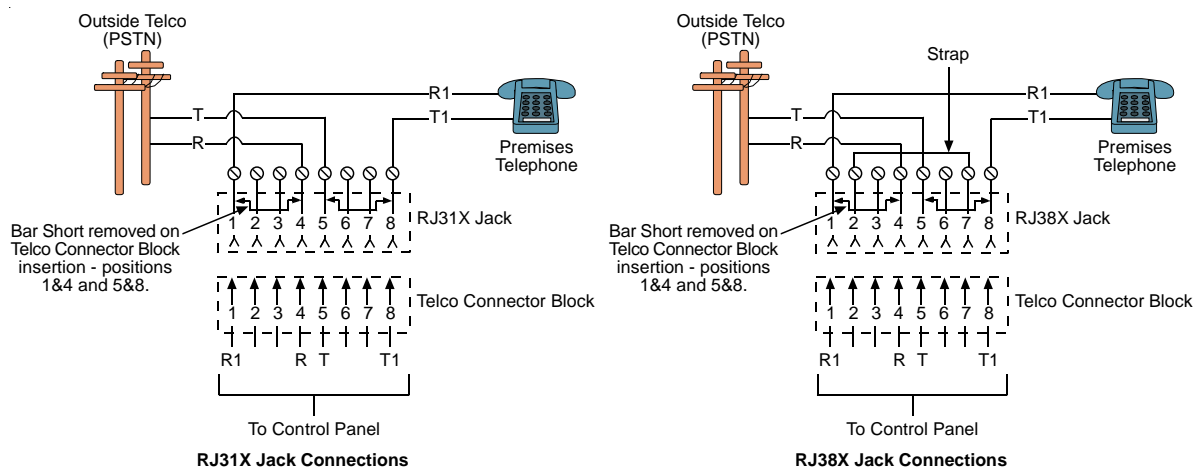 Outside Telco
(PSTN)
R1
T
T1
R
Premises
Telephone
1 2 3 4 5 6 7 8
RJ31X Jack
Bar Short removed on
Telco Connector Block
insertion - positions
1&4 and 5&8.
1 2 3 4 5 6 7 8
Telco Connector Block
R1 R T T1
To Control Panel
RJ31X Jack Connections
Outside Telco
(PSTN)
Strap
R1
T
T1
R
Premises
Telephone
1 2 3 4 5 6 7 8
RJ38X Jack
Bar Short removed on
Telco Connector Block
insertion - positions
1&4 and 5&8.
1 2 3 4 5 6 7 8
Telco Connector Block
R1 R T T1
To Control Panel
RJ38X Jack Connections